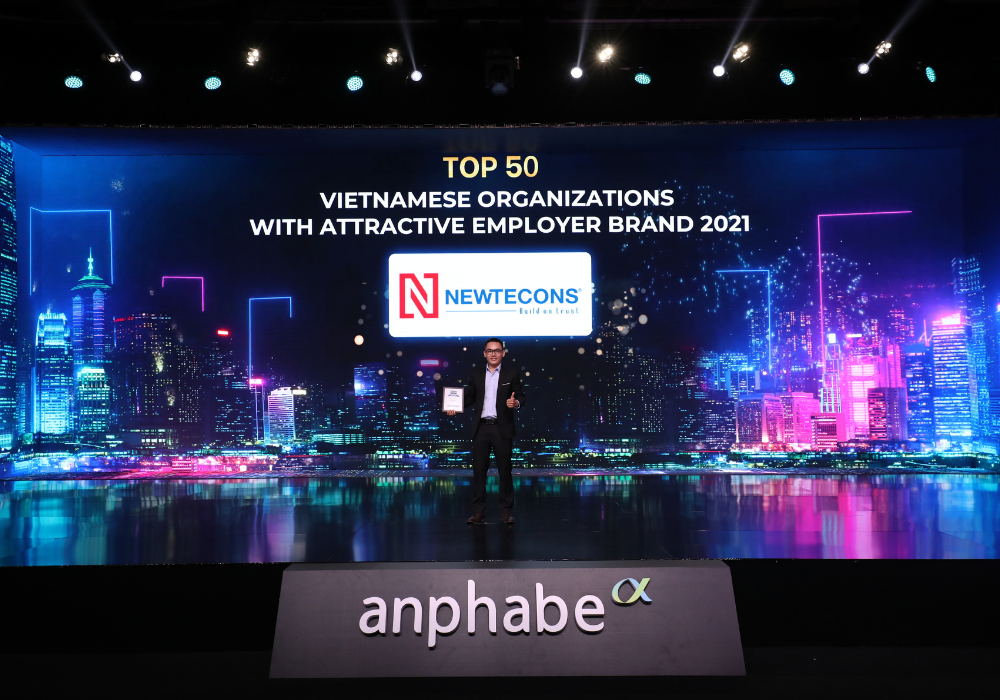 TOP 50
VIETNAMESE ORGANIZATIONS
WITH ATTRACTIVE EMPLOYER BRAND 2021
N NEWTECONS®
Build on trust
anphabe